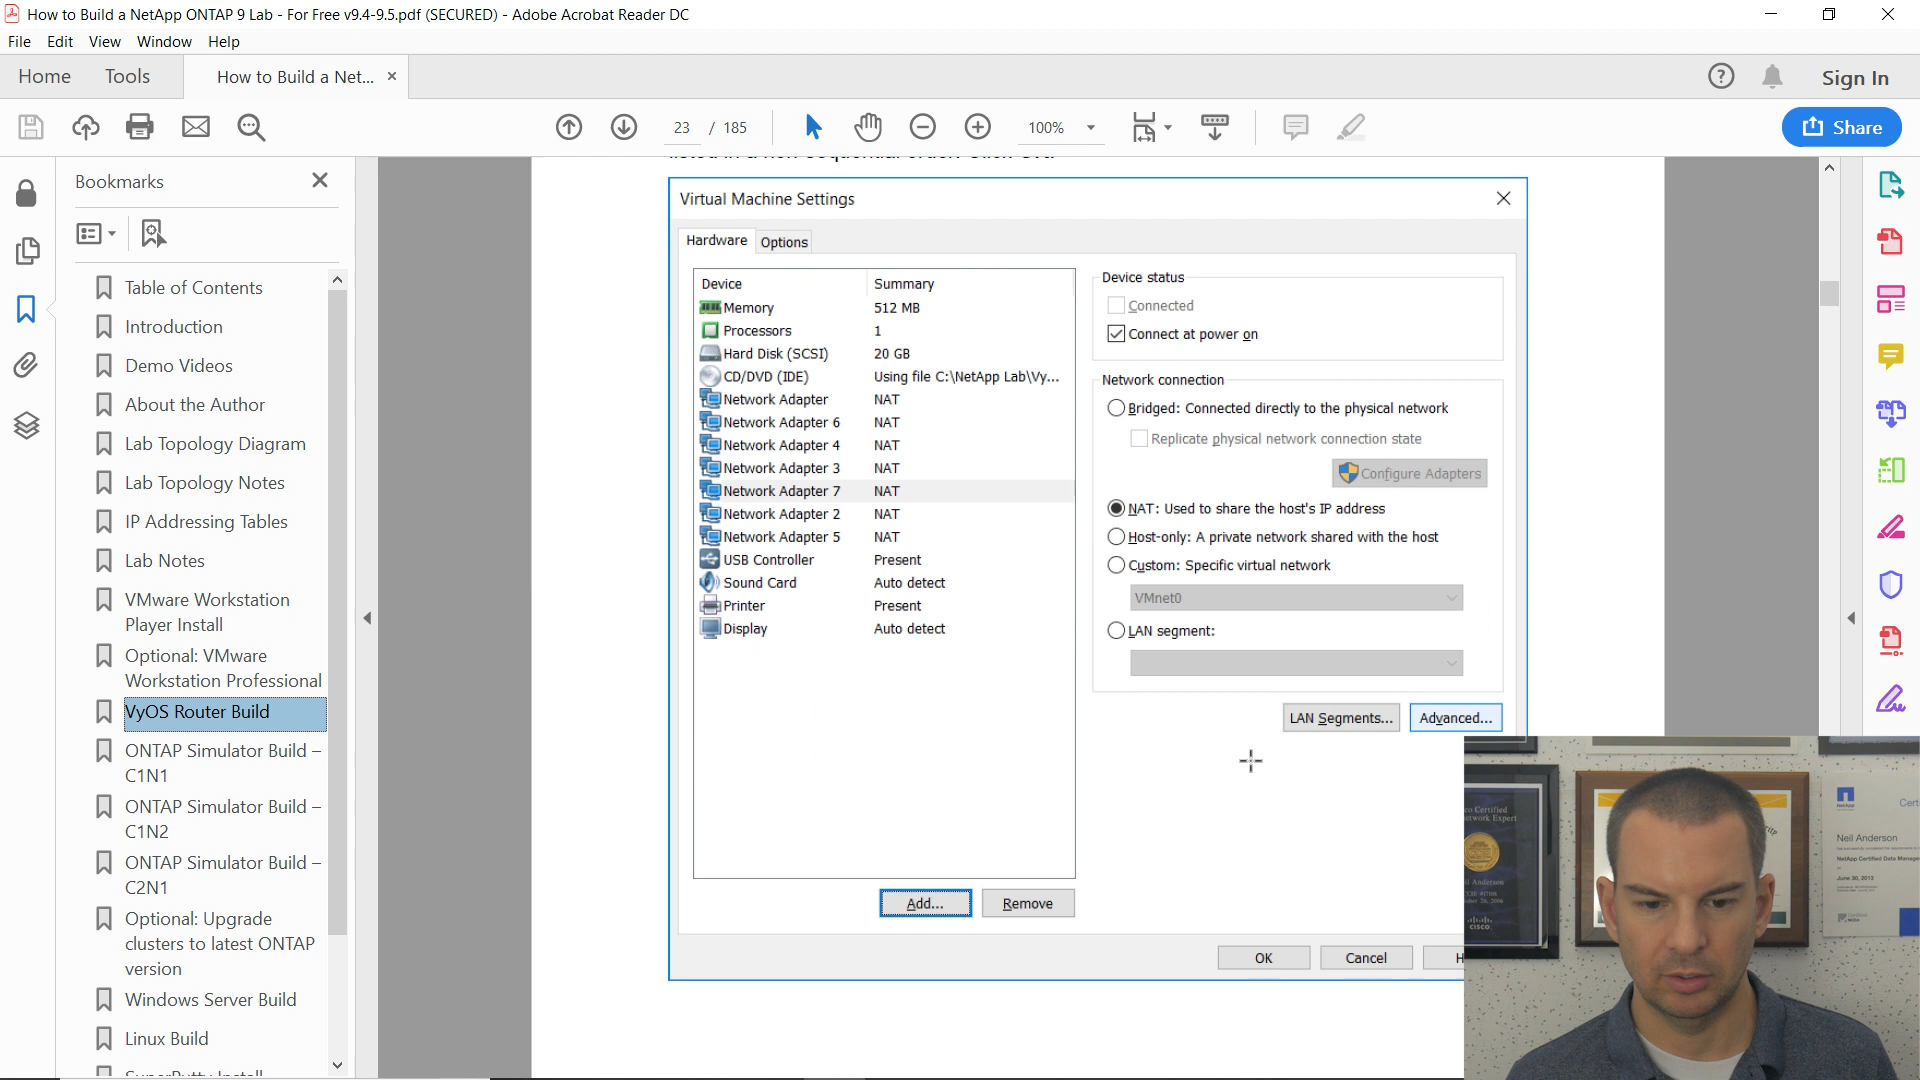 How to Build a NetApp ONTAP 9 Lab - For Free v9.4-9.5.pdf (SECURED) - Adobe Acrobat Reader DC
File Edit View Window Help
Home Tools How to Build a Net... Sign In
23 / 185 100% Share
Bookmarks
Table of Contents
Introduction
Demo Videos
About the Author
Lab Topology Diagram
Lab Topology Notes
IP Addressing Tables
Lab Notes
VMware Workstation
Player Install
Optional: VMware
Workstation Professional
VyOS Router Build
ONTAP Simulator Build –
C1N1
ONTAP Simulator Build –
C1N2
ONTAP Simulator Build –
C2N1
Optional: Upgrade
clusters to latest ONTAP
version
Windows Server Build
Linux Build
Virtual Machine Settings
Hardware Options
Device Summary
Memory 512 MB
Processors 1
Hard Disk (SCSI) 20 GB
CD/DVD (IDE) Using file C:\NetApp Lab\Vy...
Network Adapter NAT
Network Adapter 6 NAT
Network Adapter 4 NAT
Network Adapter 3 NAT
Network Adapter 7 NAT
Network Adapter 2 NAT
Network Adapter 5 NAT
USB Controller Present
Sound Card Auto detect
Printer Present
Display Auto detect
Add... Remove
Device status
Connected
Connect at power on
Network connection
Bridged: Connected directly to the physical network
Replicate physical network connection state
Configure Adapters
NAT: Used to share the host's IP address
Host-only: A private network shared with the host
Custom: Specific virtual network
VMnet0
LAN segment:
LAN Segments... Advanced...
OK Cancel H
NetApp
Neil Anderson
NetApp Certified Data Manage
June 30, 2013
CISCO